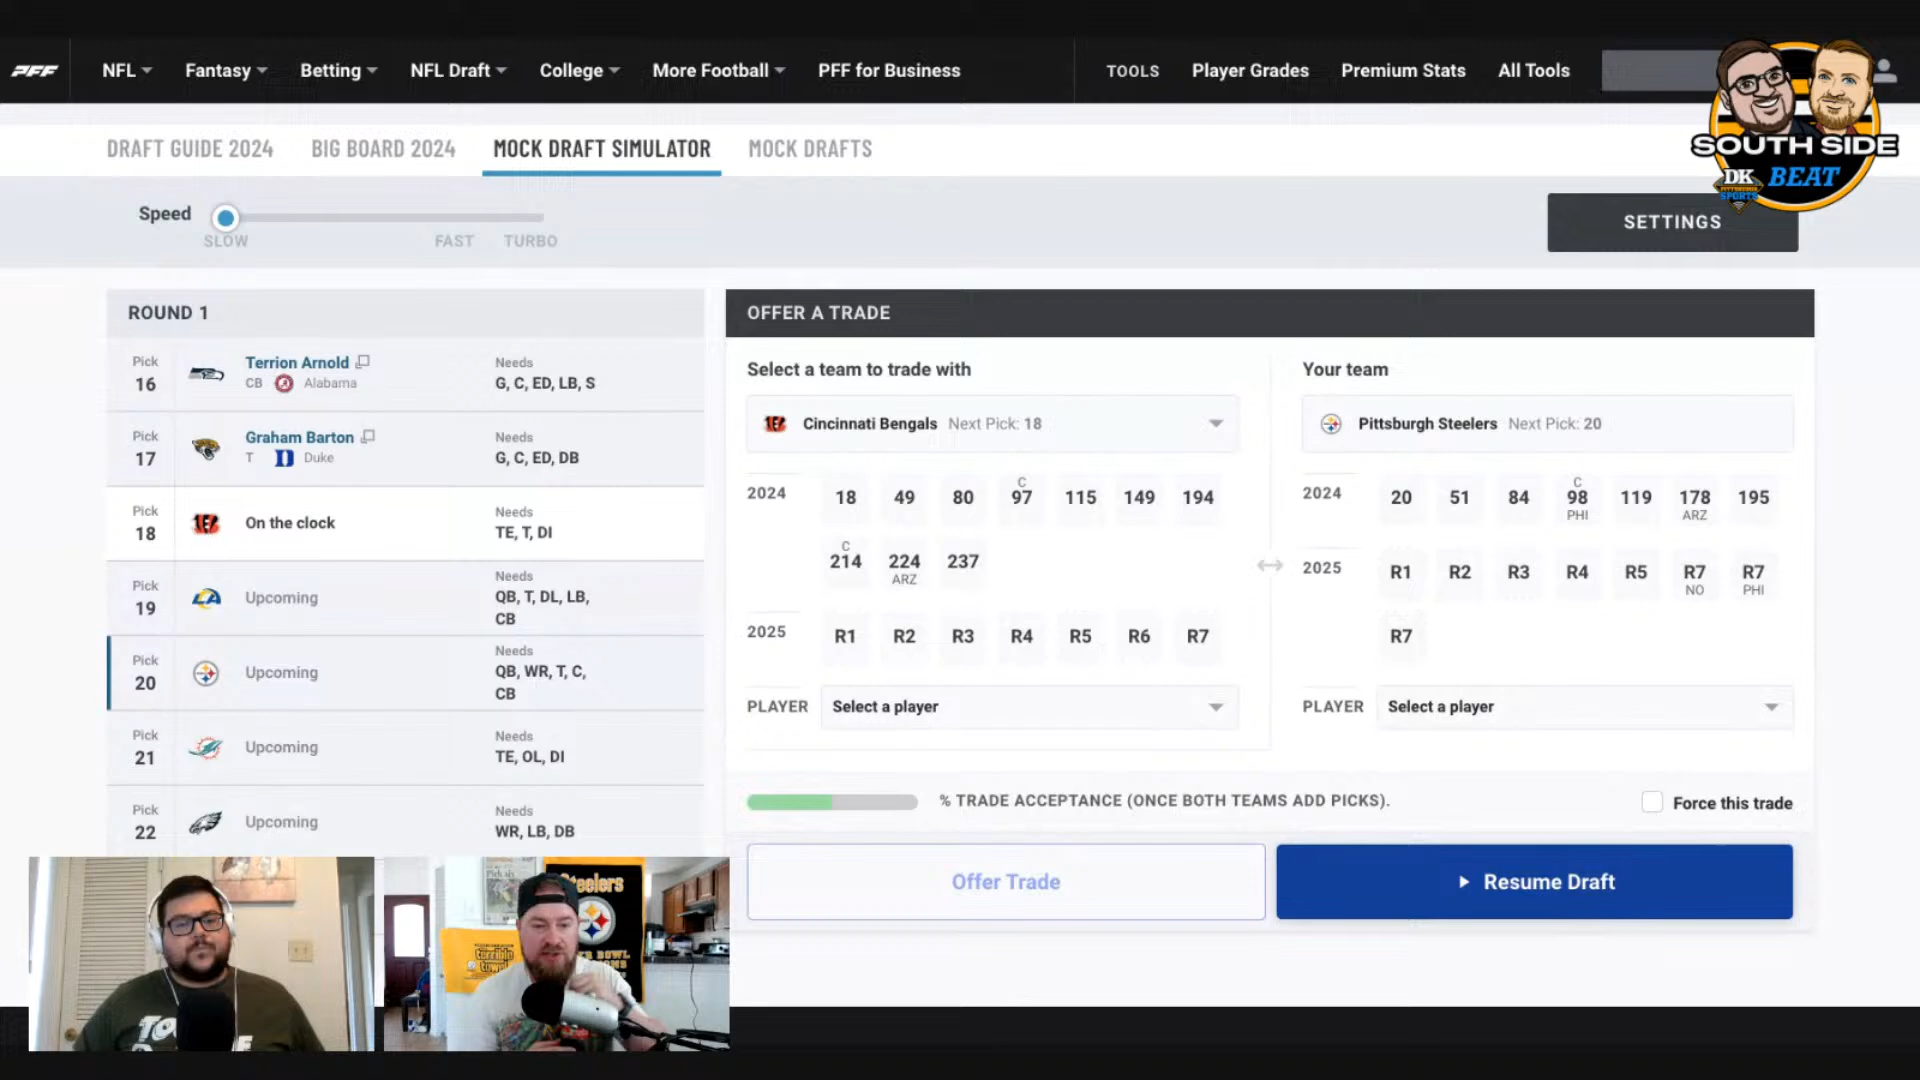 PFF
NFL
Fantasy
Betting
NFL Draft
College
More Football
PFF for Business
TOOLS
Player Grades
Premium Stats
All Tools
SOUTH SIDE
DK
PITTSBURGH
SPORTS
BEAT
DRAFT GUIDE 2024
BIG BOARD 2024
MOCK DRAFT SIMULATOR
MOCK DRAFTS
Speed
SLOW
FAST
TURBO
SETTINGS
ROUND 1
Pick
16
Terrion Arnold
CB
Alabama
Needs
G, C, ED, LB, S
Pick
17
Graham Barton
T
Duke
Needs
G, C, ED, DB
Pick
18
On the clock
Needs
TE, T, DI
Pick
19
Upcoming
Needs
QB, T, DL, LB,
CB
Pick
20
Upcoming
Needs
QB, WR, T, C,
CB
Pick
21
Upcoming
Needs
TE, OL, DI
Pick
22
Upcoming
Needs
WR, LB, DB
OFFER A TRADE
Select a team to trade with
Cincinnati Bengals Next Pick: 18
2024
18
49
80
C
97
115
149
194
C
214
224
ARZ
237
2025
R1
R2
R3
R4
R5
R6
R7
PLAYER
Select a player
Your team
Pittsburgh Steelers Next Pick: 20
2024
20
51
84
C
98
PHI
119
178
ARZ
195
2025
R1
R2
R3
R4
R5
R7
NO
R7
PHI
R7
PLAYER
Select a player
% TRADE ACCEPTANCE (ONCE BOTH TEAMS ADD PICKS).
Force this trade
Offer Trade
Resume Draft
Steelers
terrible